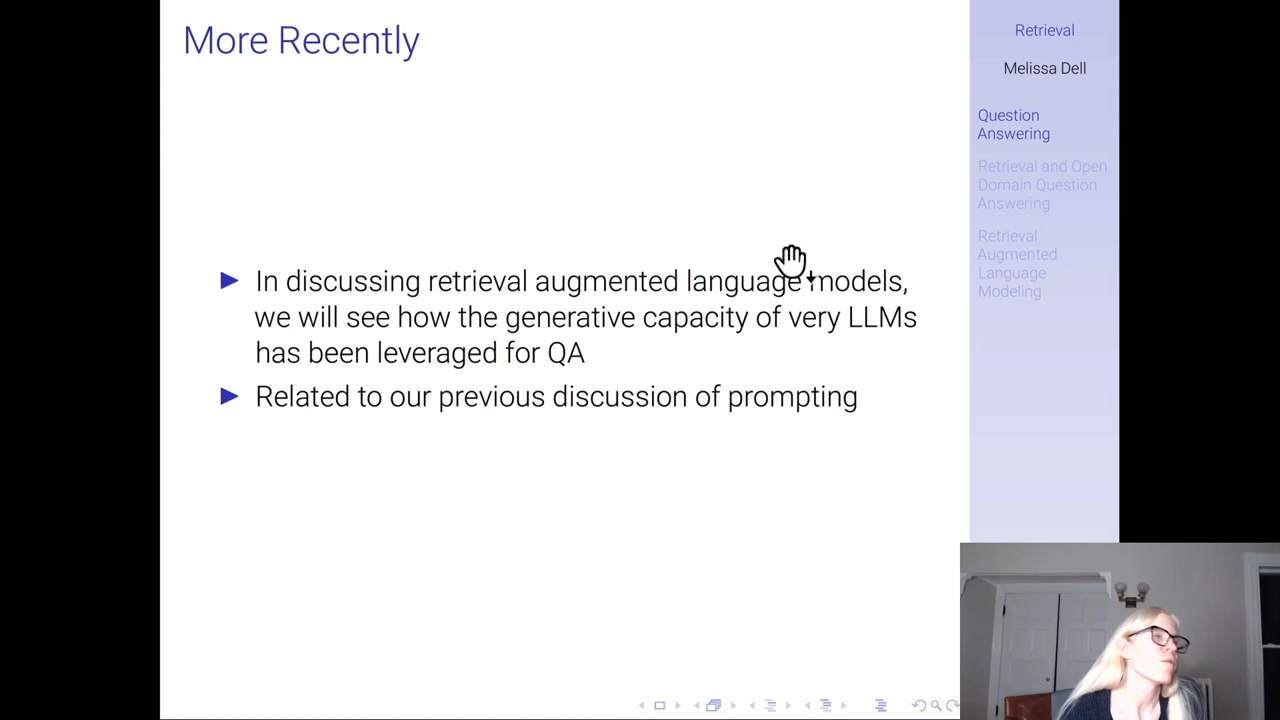 More Recently
In discussing retrieval augmented language models,
we will see how the generative capacity of very LLMs
has been leveraged for QA
Related to our previous discussion of prompting
Retrieval
Melissa Dell
Question
Answering
Retrieval and Open
Domain Question
Answering
Retrieval
Augmented
Language
Modeling